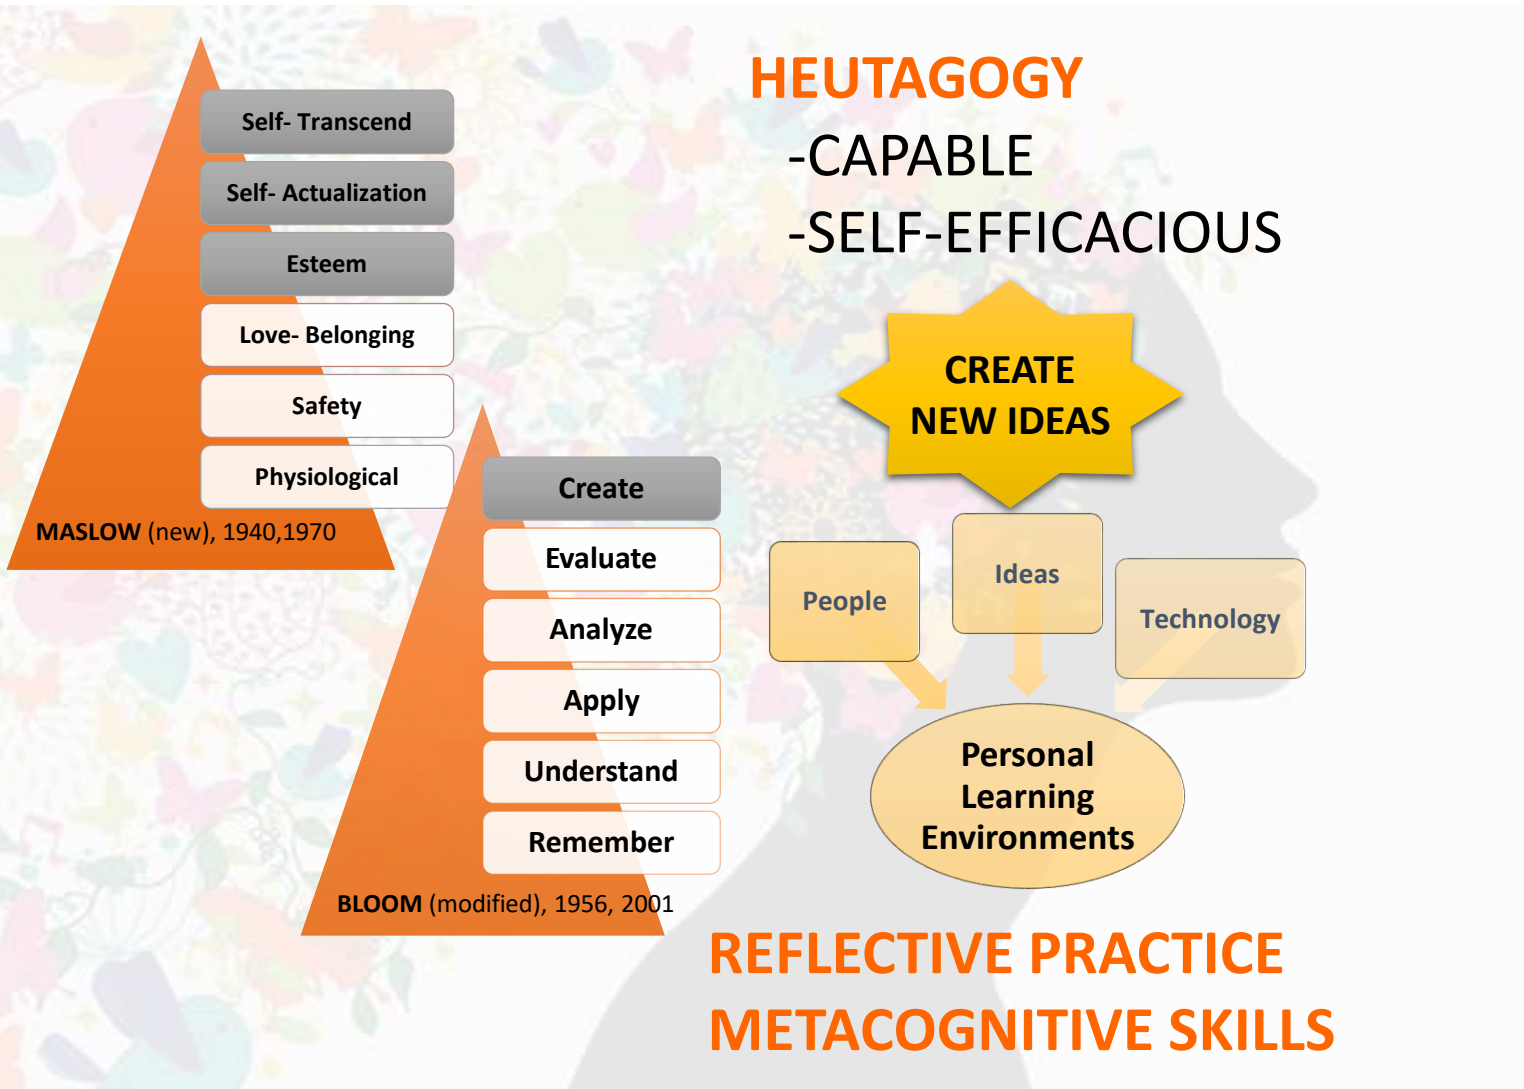 Self- Transcend
Self- Actualization
Esteem
Love- Belonging
Safety
Physiological
MASLOW (new), 1940,1970
Create
Evaluate
Analyze
Apply
Understand
Remember
BLOOM (modified), 1956, 2001
HEUTAGOGY
-CAPABLE
-SELF-EFFICACIOUS
CREATE
NEW IDEAS
People
Ideas
Technology
Personal
Learning
Environments
REFLECTIVE PRACTICE
METACOGNITIVE SKILLS